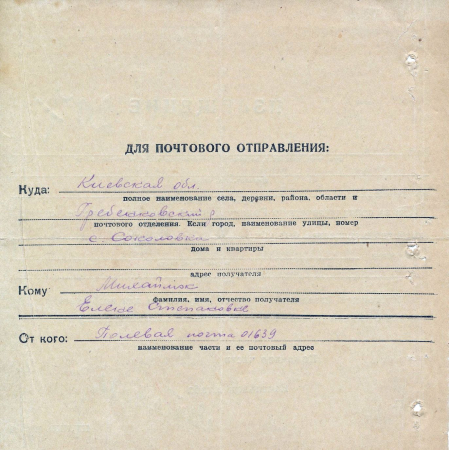 ДЛЯ ПОЧТОВОГО ОТПРАВЛЕНИЯ:
Куда: Киевская обл.
полное наименование села, деревни, района, области и
Гребенковский р
почтового отделения. Если город, наименование улицы, номер
с. Соколовка
дома и квартиры
адрес получателя
Кому Михайлюк
фамилия, имя, отчество получателя
Елене Степановне
От кого: Полевая почта 01639
наименование части и ее почтовый адрес